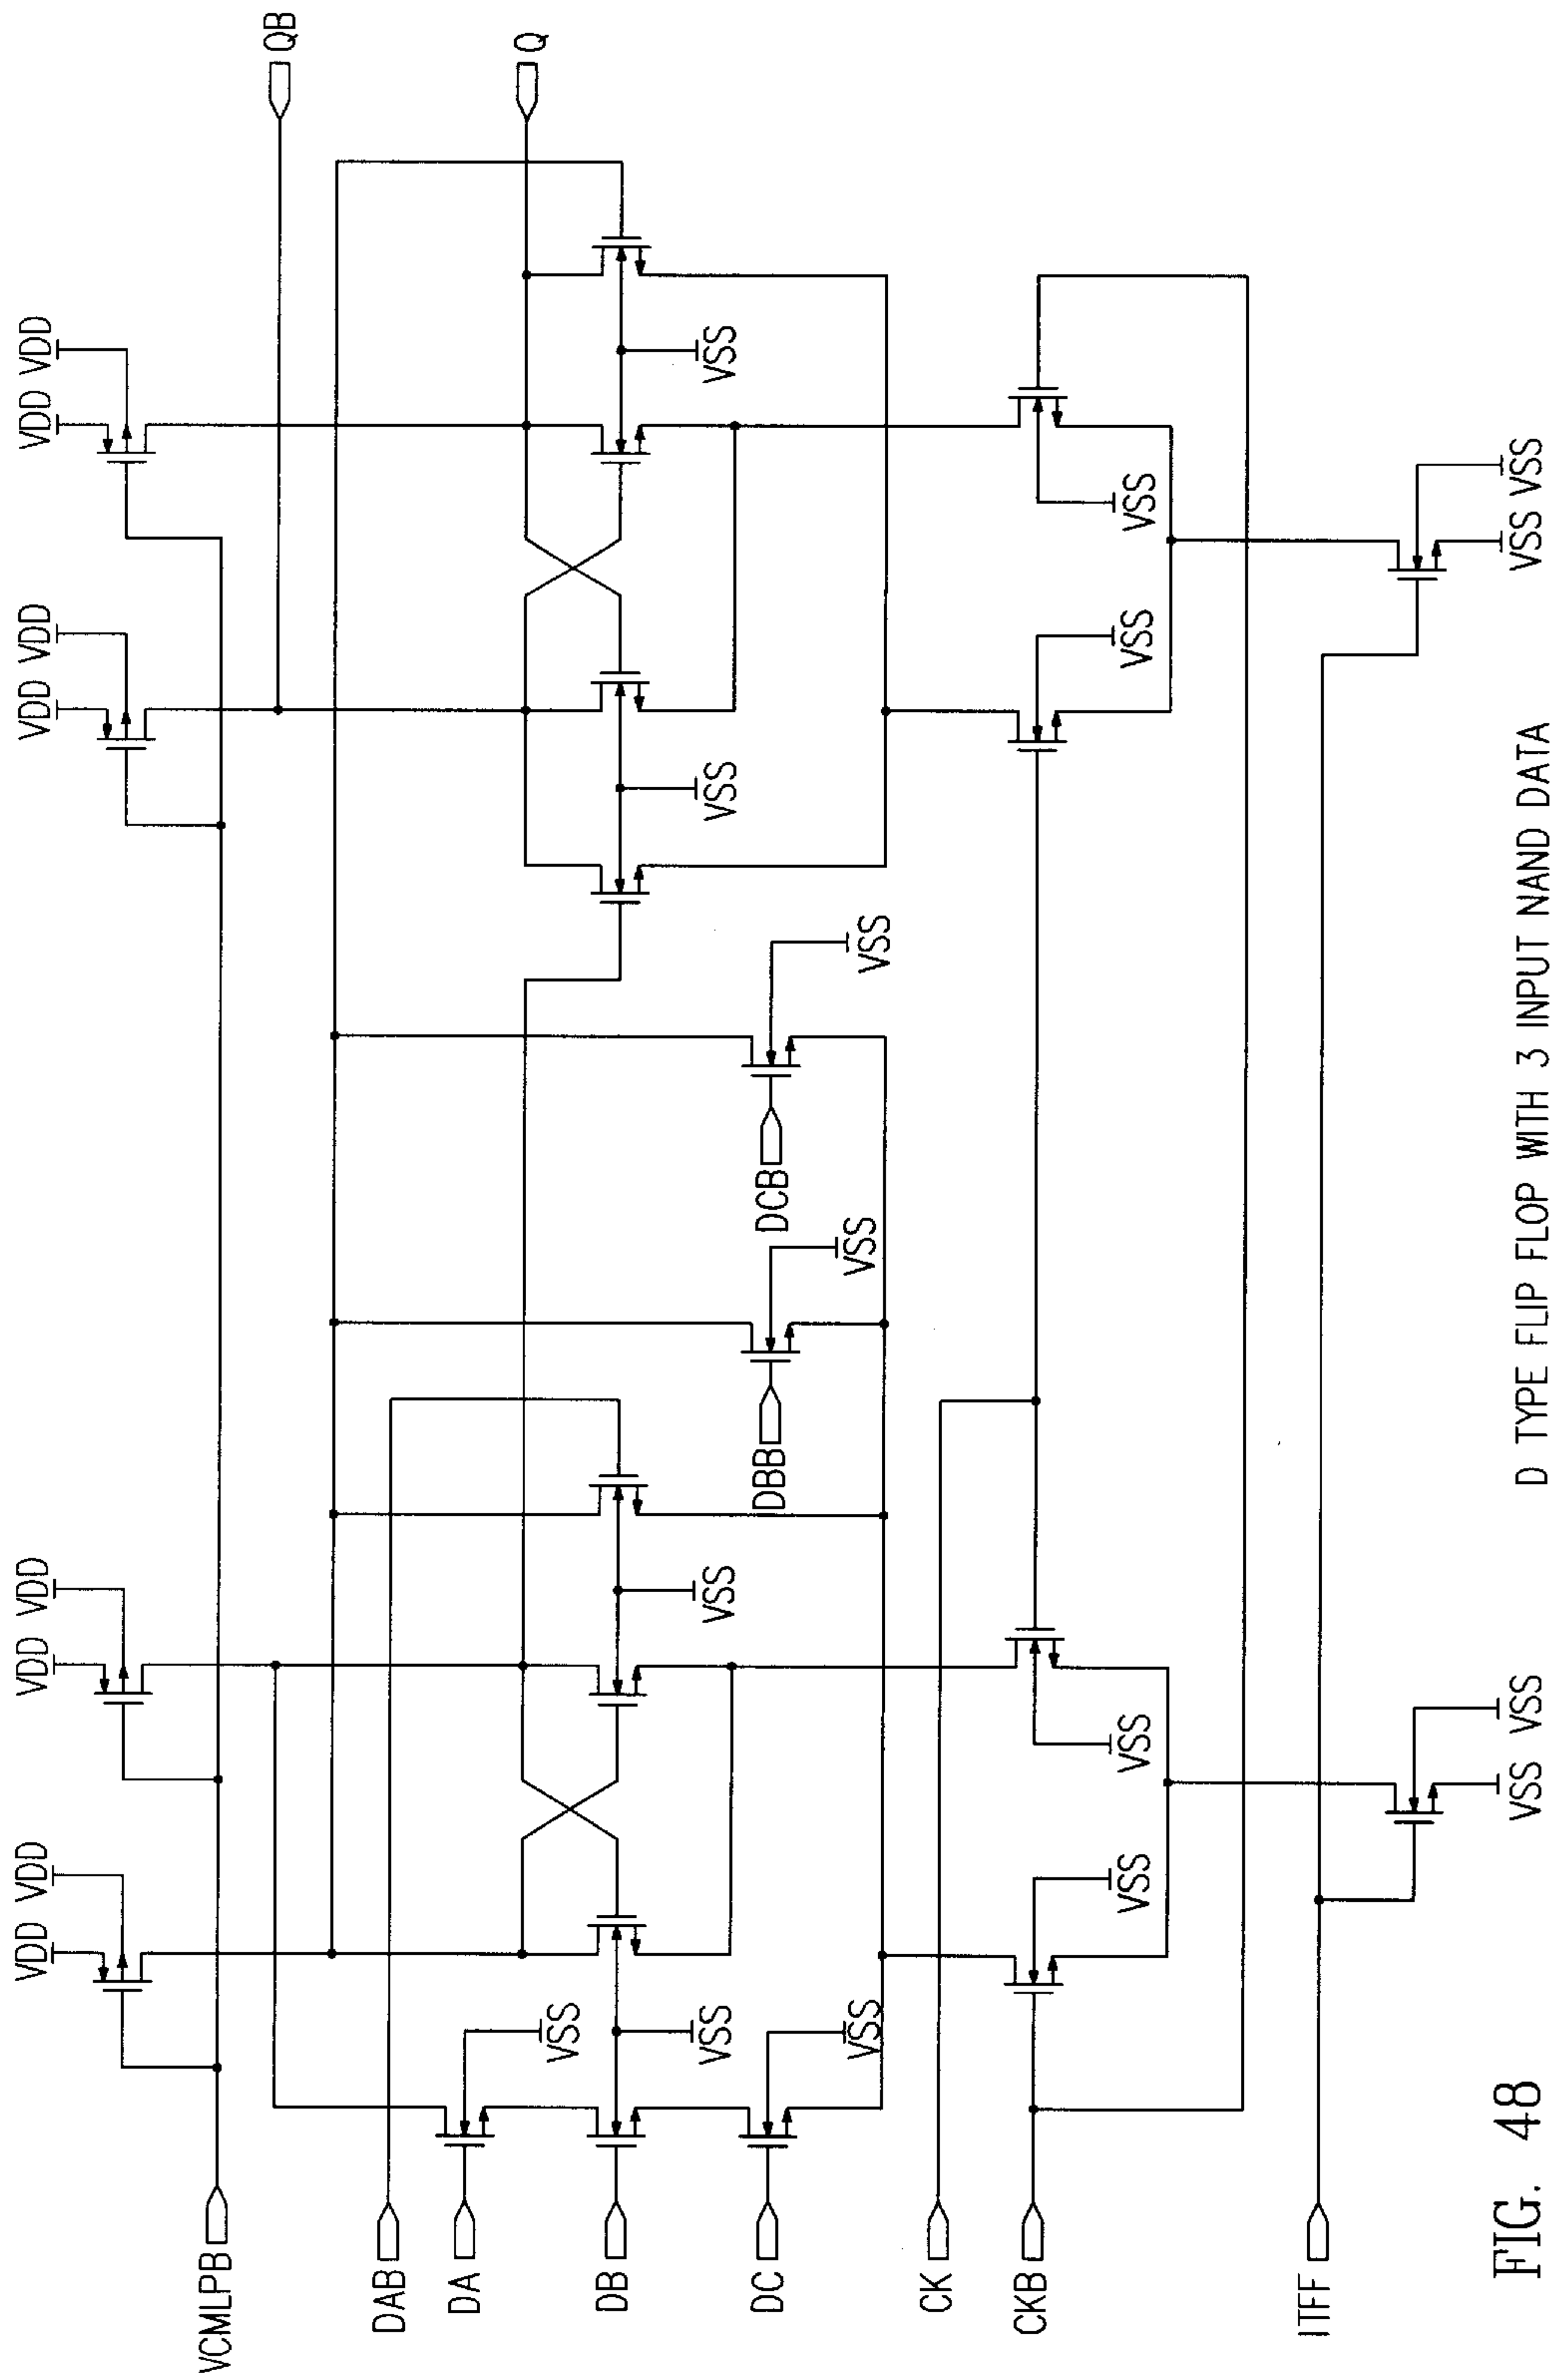 VDD VDD
VDD VDD
VDD VDD
VDD VDD
VCMLPB
QB
DAB
DA
VSS
Q
DB
VSS
VSS
VSS
VSS
DC
VSS
DBB
VSS
DCB
VSS
CK
CKB
VSS
VSS
VSS
VSS
ITFF
VSS VSS
VSS VSS
FIG. 48
D TYPE FLIP FLOP WITH 3 INPUT NAND DATA